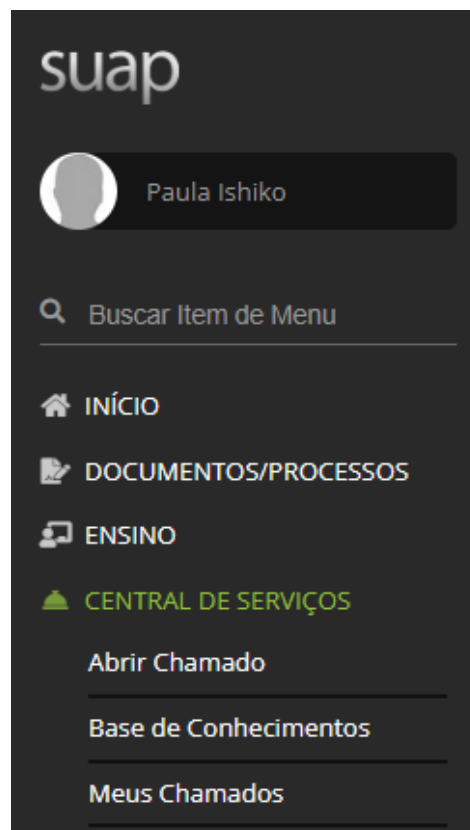 suap
Paula Ishiko
Buscar Item de Menu
INÍCIO
DOCUMENTOS/PROCESSOS
ENSINO
CENTRAL DE SERVIÇOS
Abrir Chamado
Base de Conhecimentos
Meus Chamados